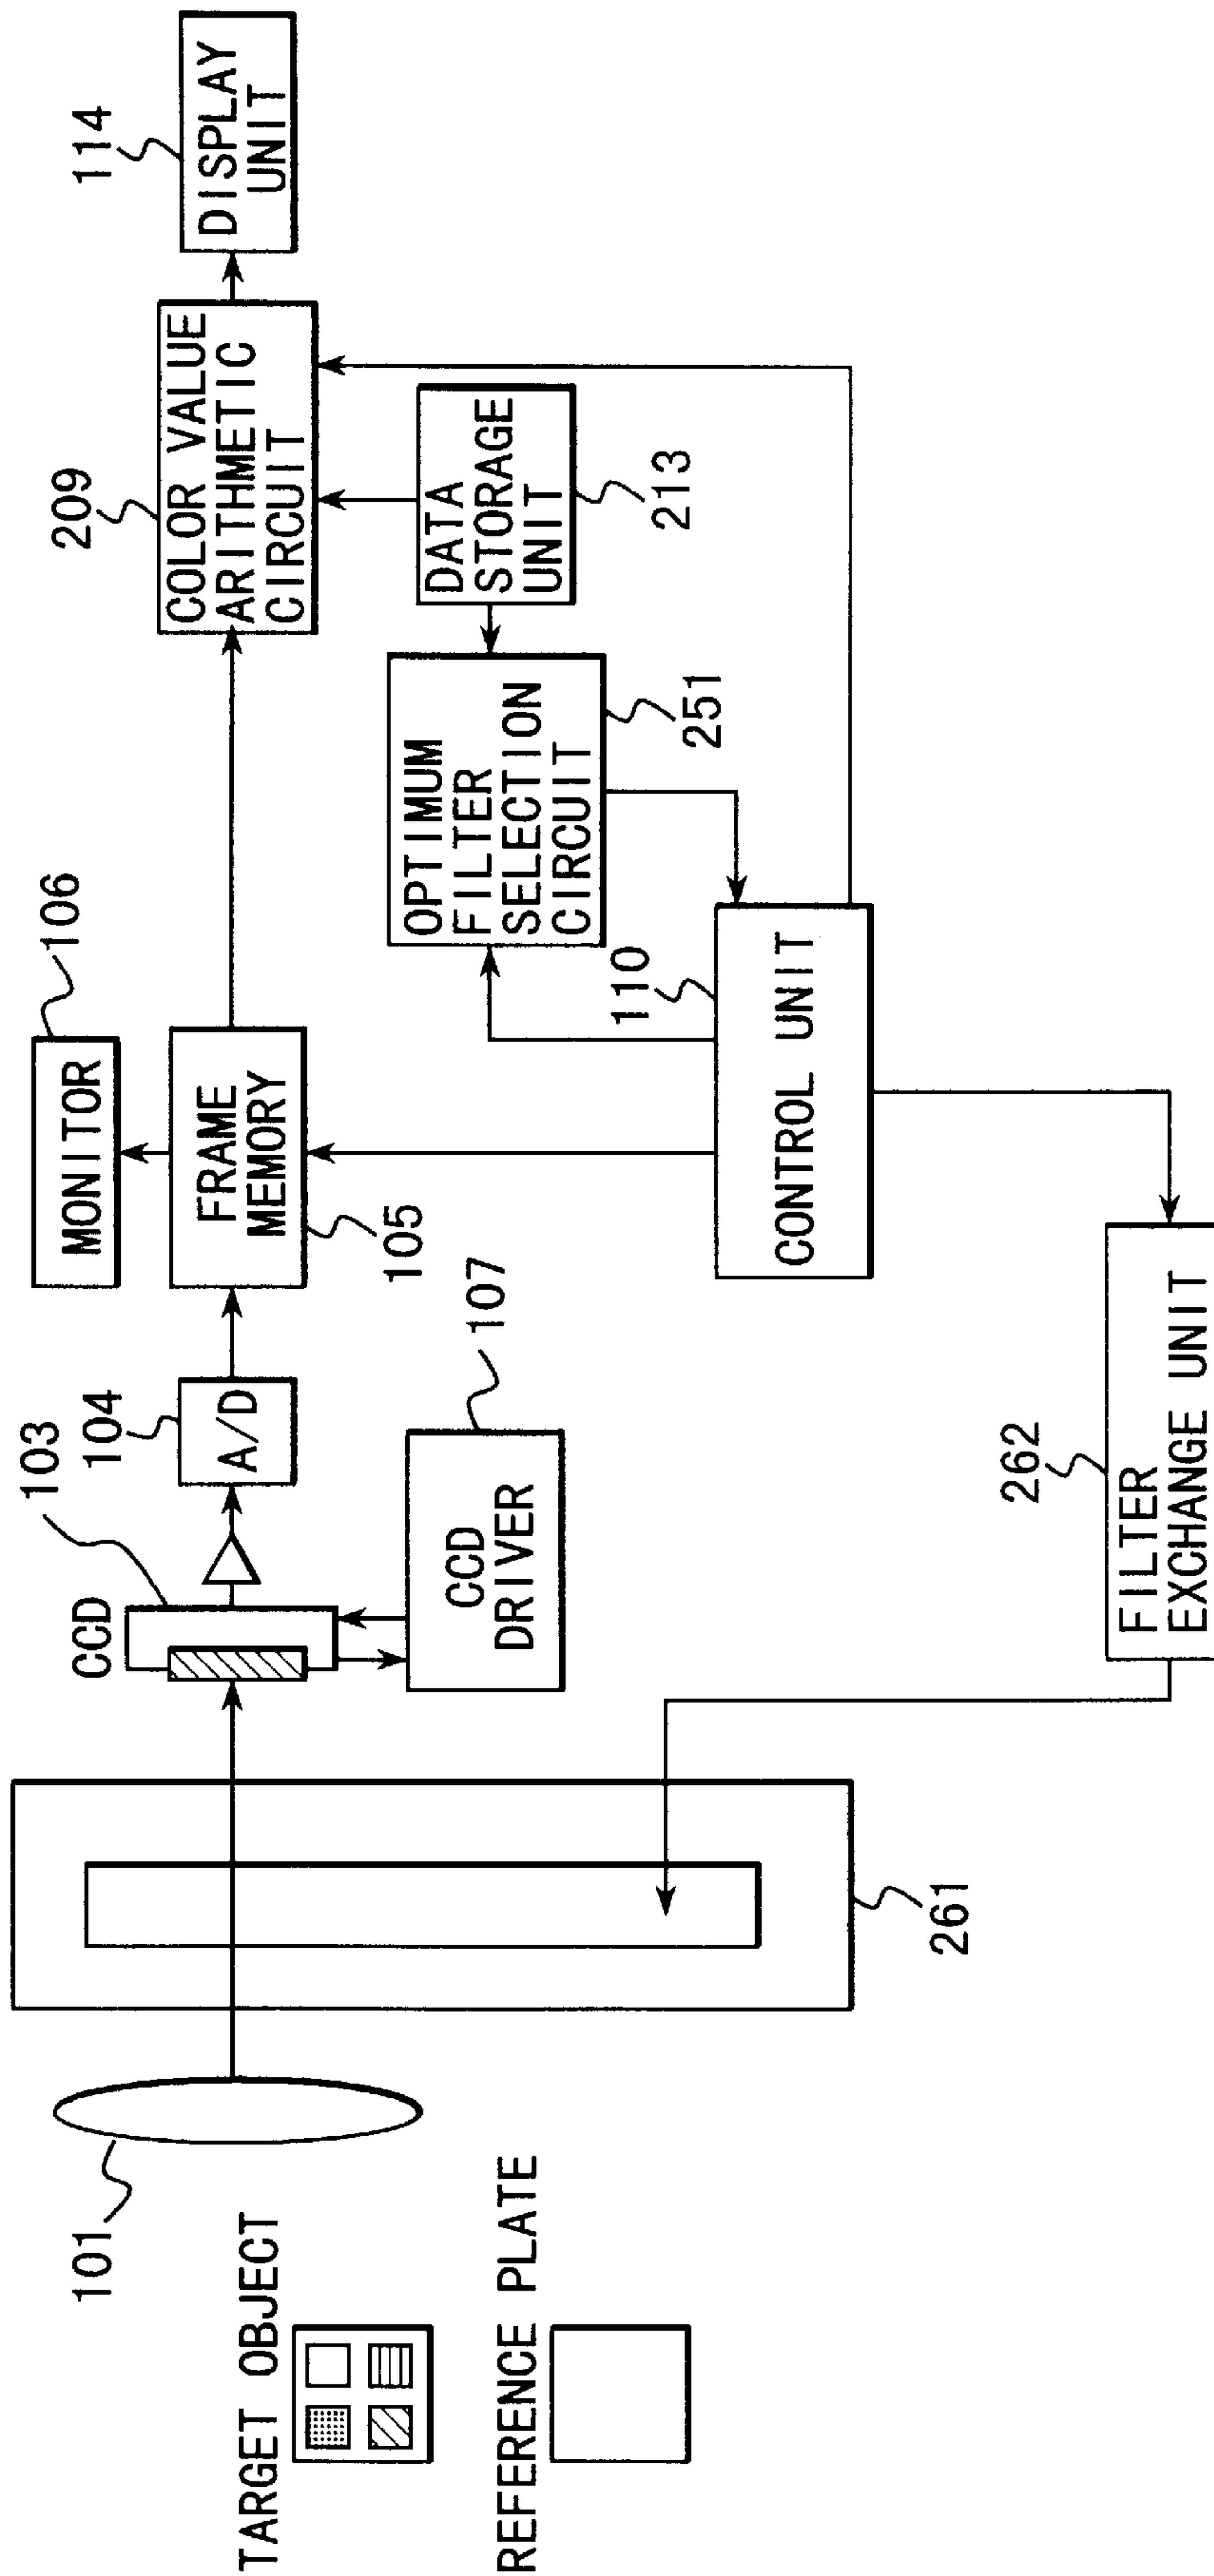 TARGET OBJECT
REFERENCE PLATE
101
261
CCD
103
104
A/D
CCD
DRIVER
107
FRAME
MEMORY
105
MONITOR
106
FILTER
EXCHANGE UNIT
262
CONTROL UNIT
110
OPTIMUM
FILTER
SELECTION
CIRCUIT
251
DATA
STORAGE
UNIT
213
COLOR VALUE
ARITHMETIC
CIRCUIT
209
DISPLAY
UNIT
114